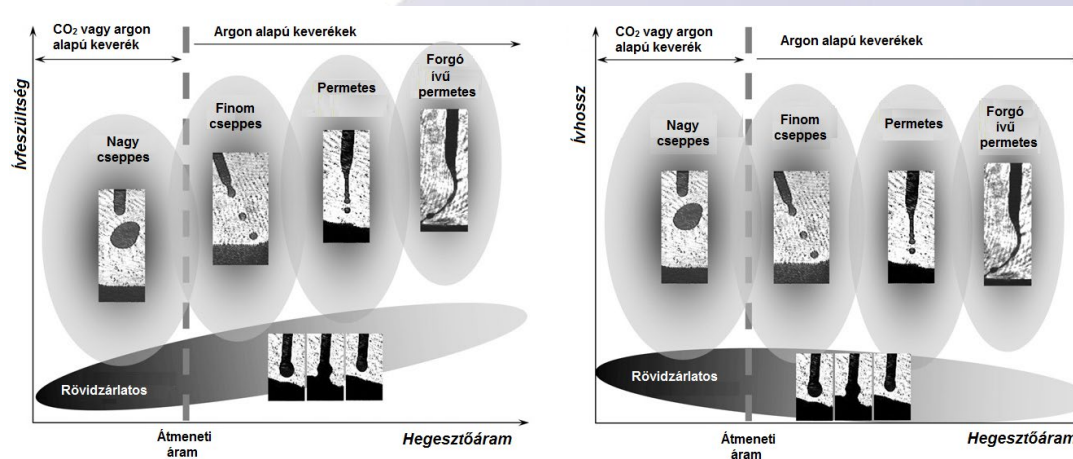 CO₂ vagy argon
alapú keverék
Argon alapú keverékek
Ívfeszültség
Nagy
cseppes
Finom
cseppes
Permetes
Forgó
ívű
permetes
Rövidzárlatos
Átmeneti
áram
Hegesztőáram
CO₂ vagy argon
alapú keverék
Argon alapú keverékek
Ívhossz
Nagy
cseppes
Finom
cseppes
Permetes
Forgó
ívű
permetes
Rövidzárlatos
Átmeneti
áram
Hegesztőáram